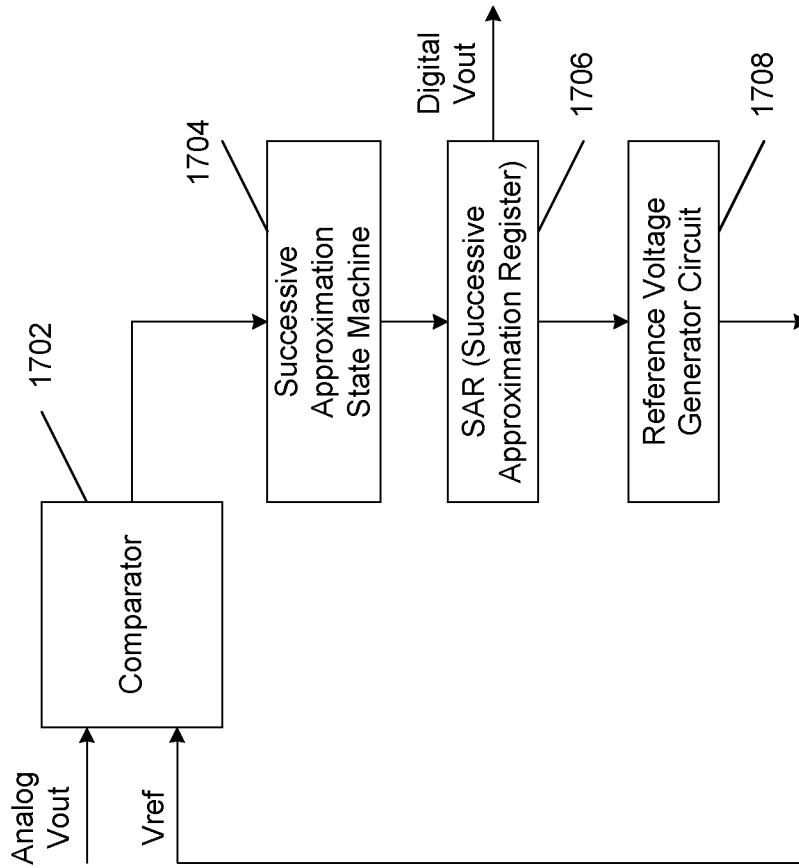 Analog
Vout
Vref
Comparator
1702
1704
Successive
Approximation
State Machine
Digital
Vout
SAR (Successive
Approximation Register)
1706
Reference Voltage
Generator Circuit
1708